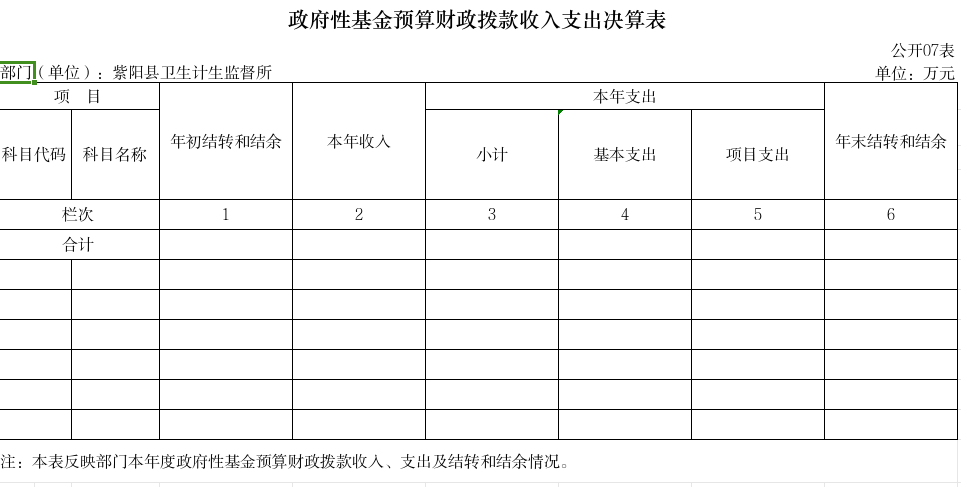 政府性基金预算财政拨款收入支出决算表
公开07表
部门（单位）：紫阳县卫生计生监督所 单位：万元
项 目 年初结转和结余 本年收入 本年支出 年末结转和结余
科目代码 科目名称 小计 基本支出 项目支出
栏次 1 2 3 4 5 6
合计
注：本表反映部门本年度政府性基金预算财政拨款收入、支出及结转和结余情况。